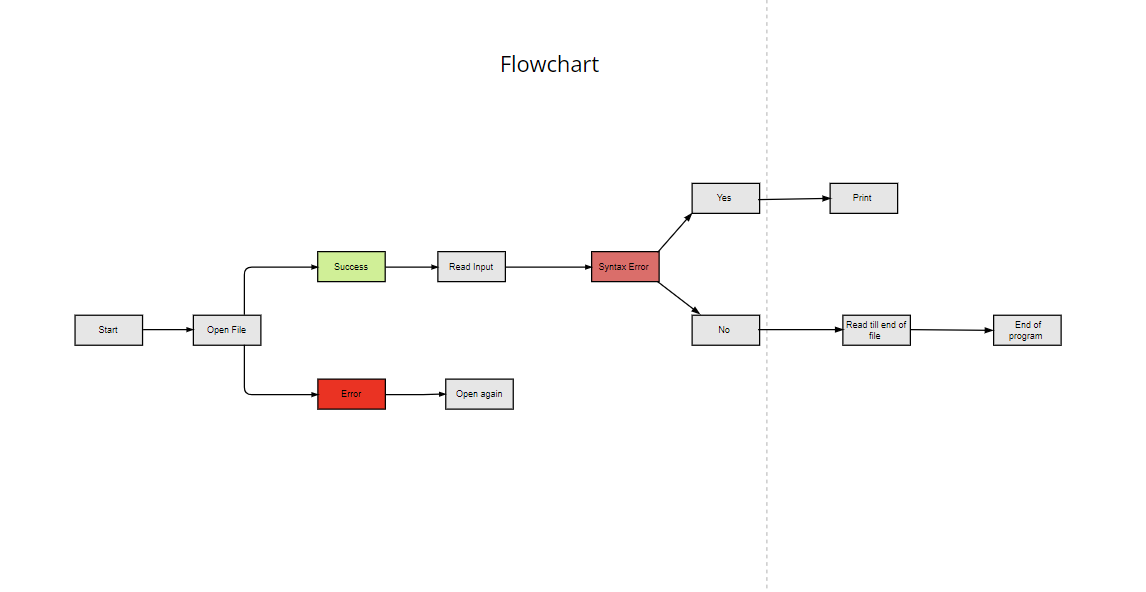 Flowchart
Yes
Print
Success
Read Input
Syntax Error
Start
Open File
No
Read till end of
file
End of
program
Error
Open again